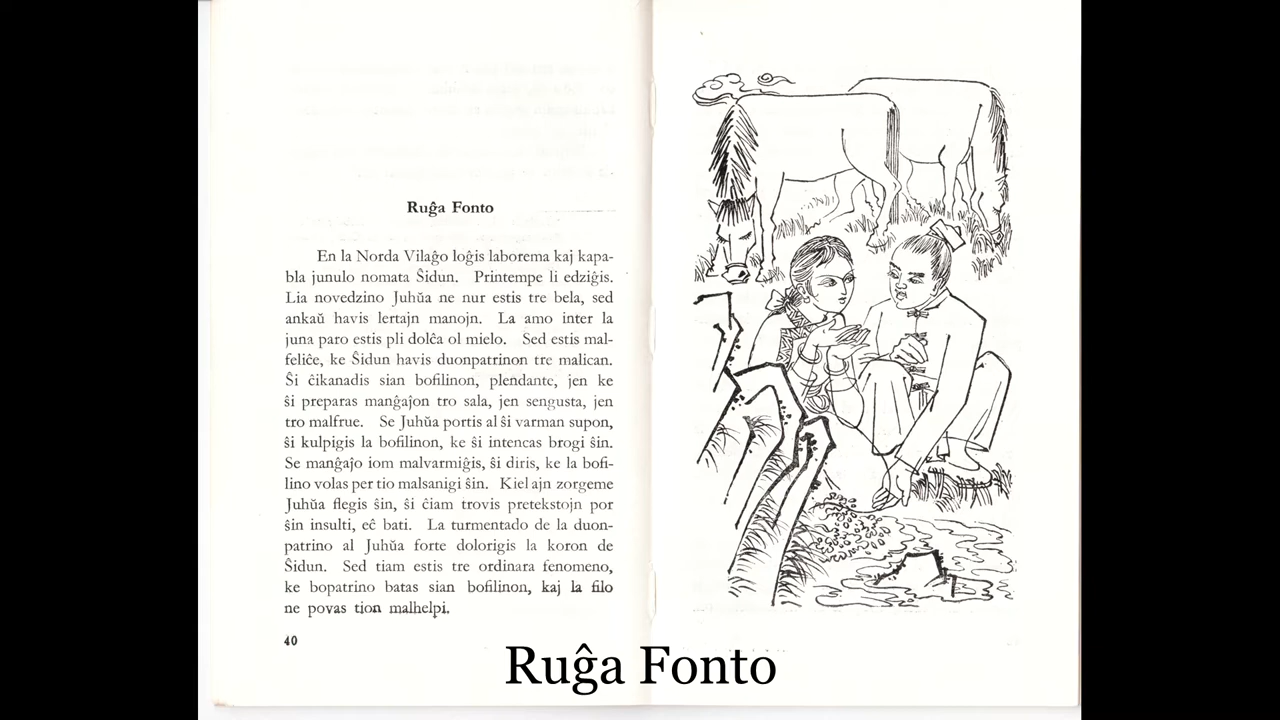 Ruĝa Fonto
En la Norda Vilaĝo loĝis laborema kaj kapa-
bla junulo nomata Ŝidun. Printempe li edziĝis.
Lia novedzino Juhŭa ne nur estis tre bela, sed
ankaŭ havis lertajn manojn. La amo inter la
juna paro estis pli dolĉa ol mielo. Sed estis mal-
feliĉe, ke Ŝidun havis duonpatrinon tre malican.
Ŝi ĉikanadis sian bofilinon, plendante, jen ke
ŝi preparas manĝajon tro sala, jen sengusta, jen
tro malfrue. Se Juhŭa portis al ŝi varman supon,
ŝi kulpigis la bofilinon, ke ŝi intencas brogi ŝin.
Se manĝajo iom malvarmiĝis, ŝi diris, ke la bofi-
lino volas per tio malsanigi ŝin. Kiel ajn zorgeme
Juhŭa flegis ŝin, ŝi ĉiam trovis pretekstojn por
ŝin insulti, eĉ bati. La turmentado de la duon-
patrino al Juhŭa forte dolorigis la koron de
Ŝidun. Sed tiam estis tre ordinara fenomeno,
ke bopatrino batas sian bofilinon, kaj la filo
ne povas tion malhelpi.
40
Ruĝa Fonto